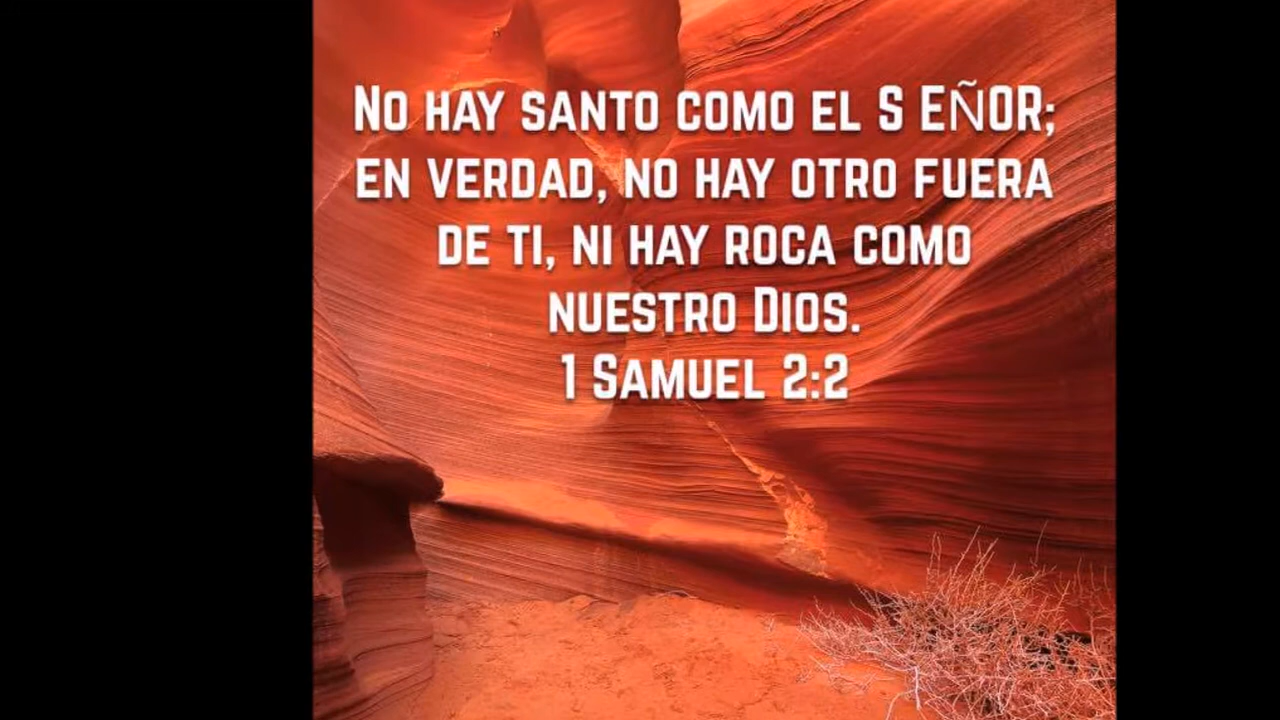 No hay santo como el S EÑOR;
en verdad, no hay otro fuera
de ti, ni hay roca como
nuestro Dios.
1 Samuel 2:2